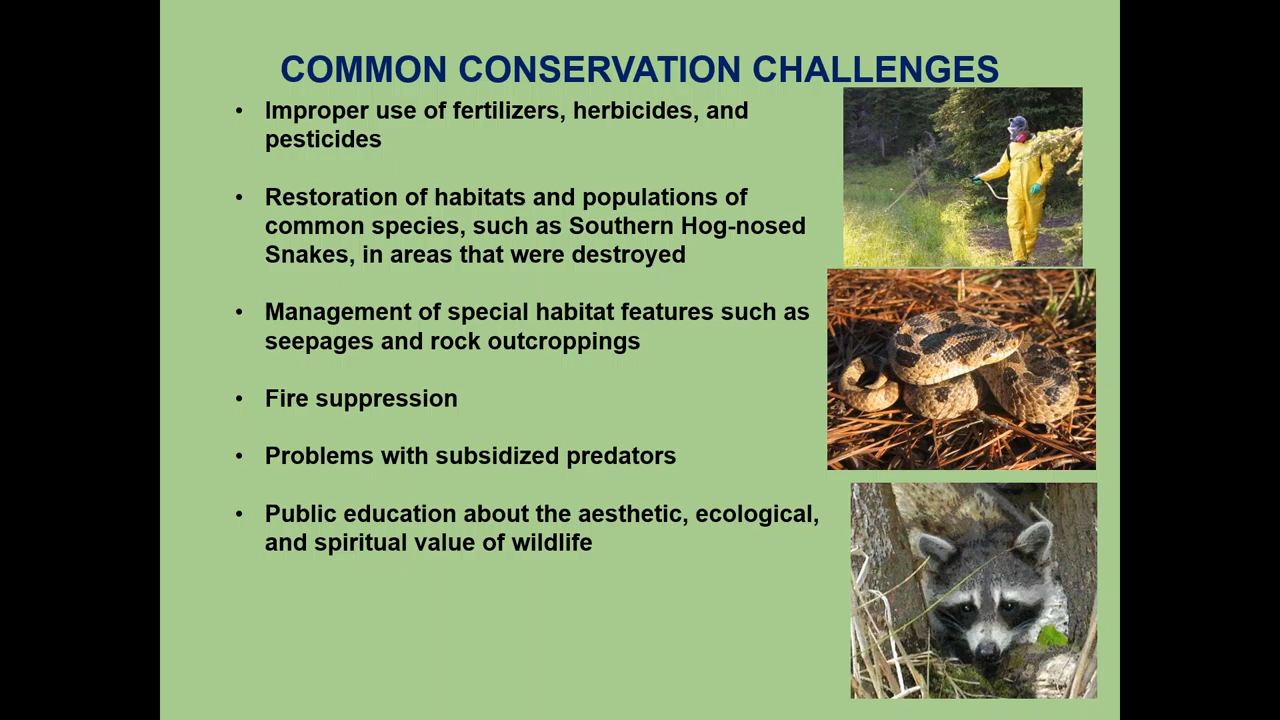 COMMON CONSERVATION CHALLENGES
• Improper use of fertilizers, herbicides, and
pesticides
• Restoration of habitats and populations of
common species, such as Southern Hog-nosed
Snakes, in areas that were destroyed
• Management of special habitat features such as
seepages and rock outcroppings
• Fire suppression
• Problems with subsidized predators
• Public education about the aesthetic, ecological,
and spiritual value of wildlife